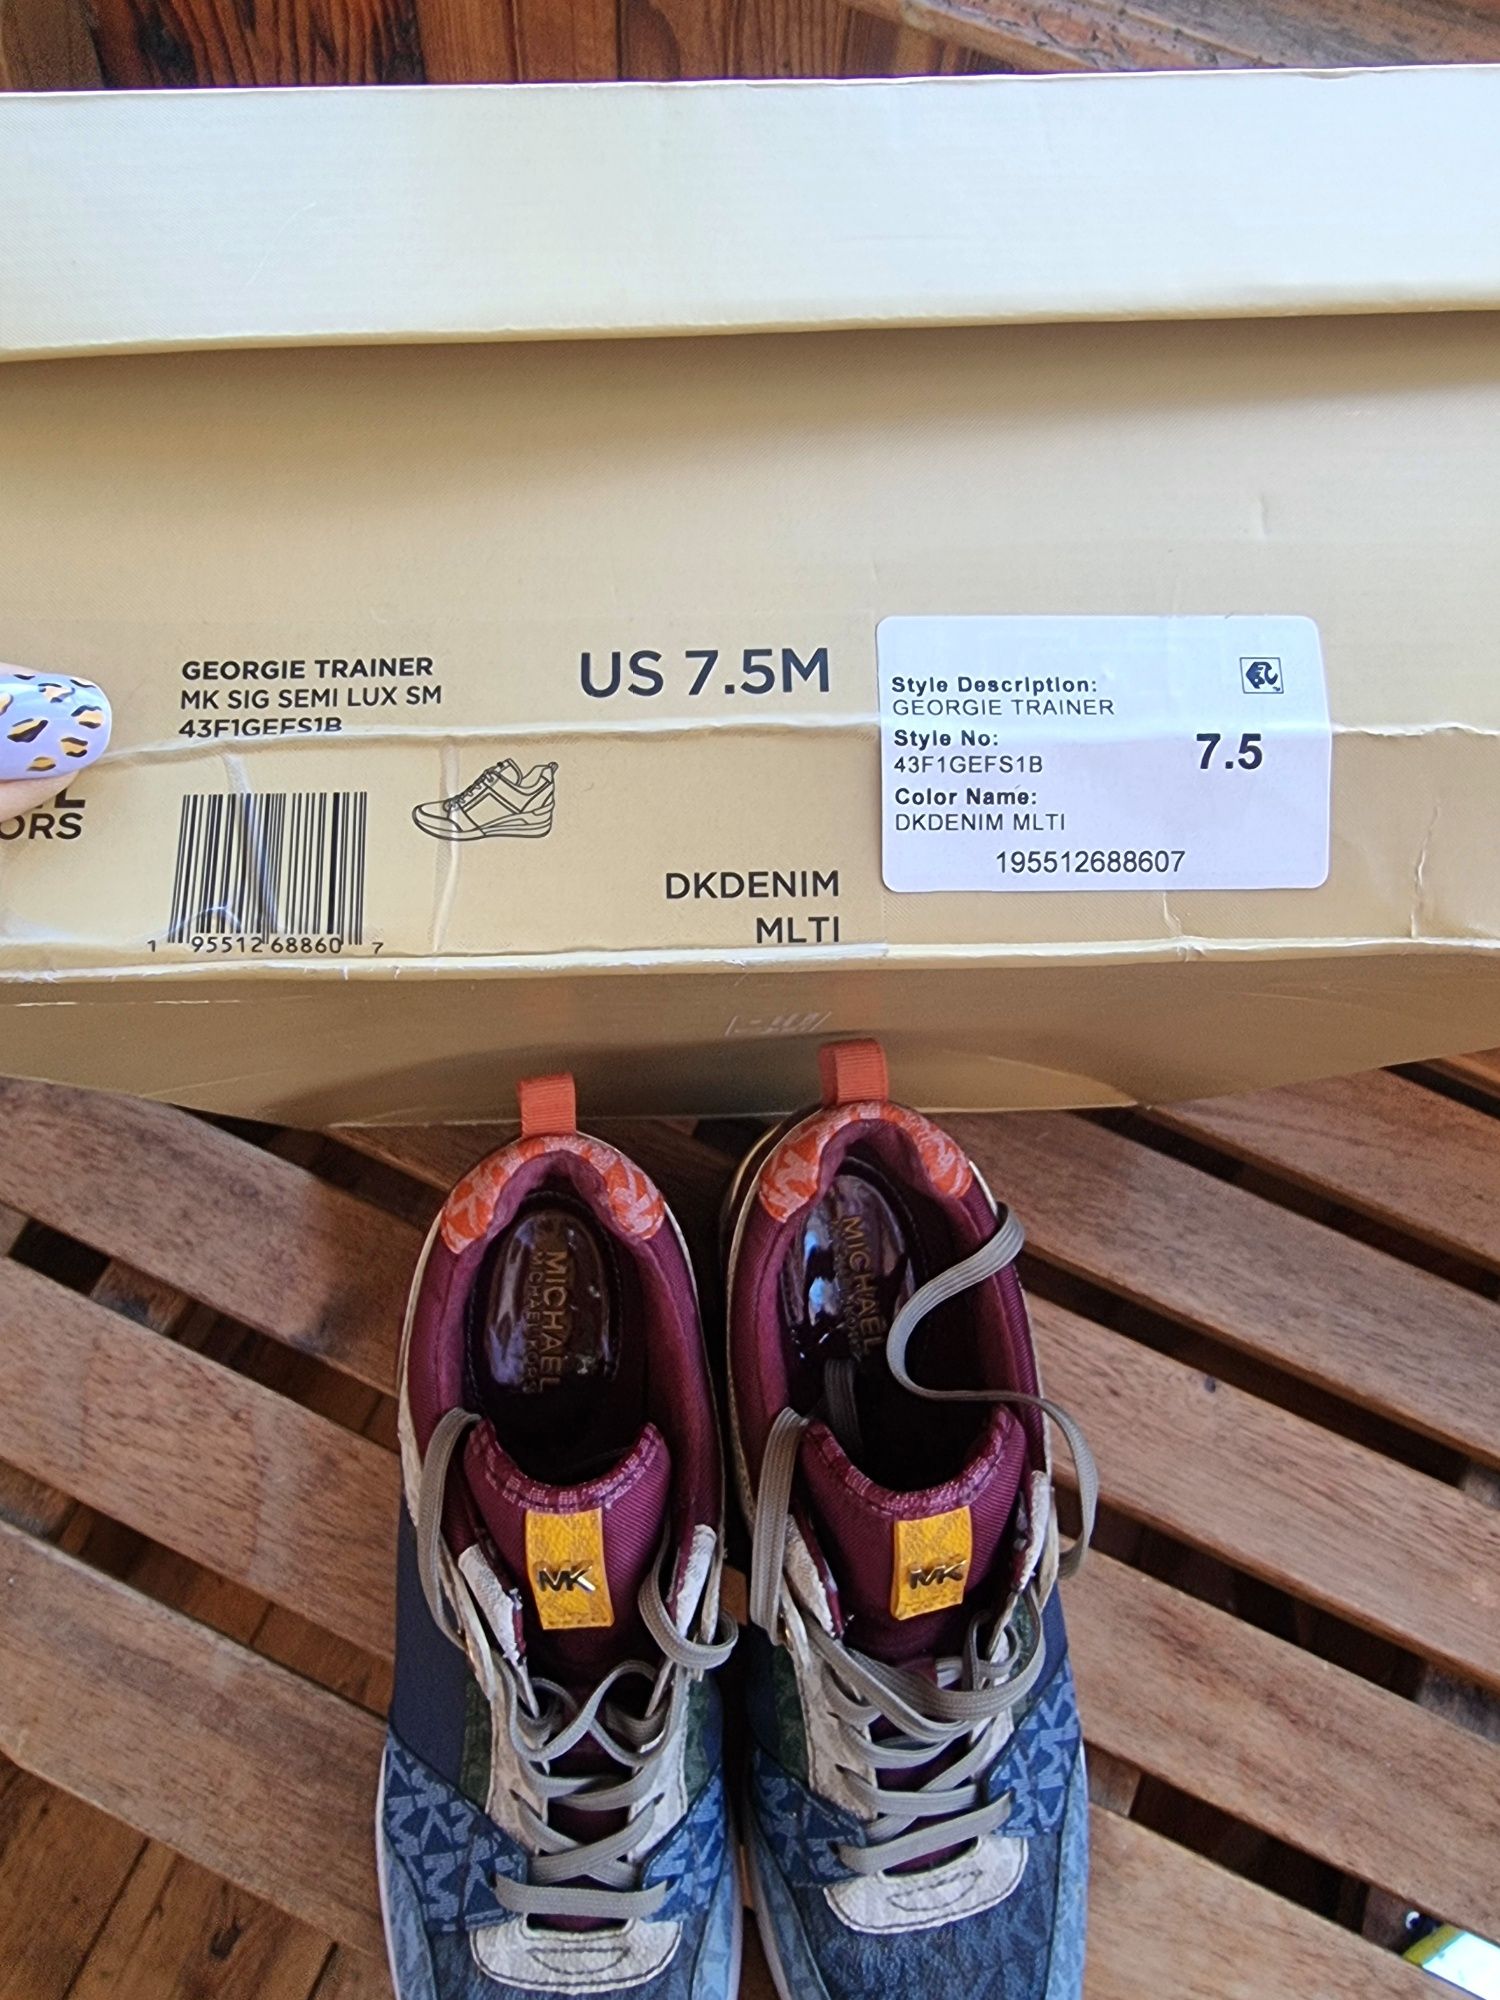 GEORGIE TRAINER
MK SIG SEMI LUX SM
43F1GEFS1B
US 7.5M
ORS
1 95512 68860 7
DKDENIM
MLTI
Style Description:
GEORGIE TRAINER
Style No:
43F1GEFS1B
7.5
Color Name:
DKDENIM MLTI
195512688607
MICHAEL
MICHAEL KORS
MICHAEL
MK
MK